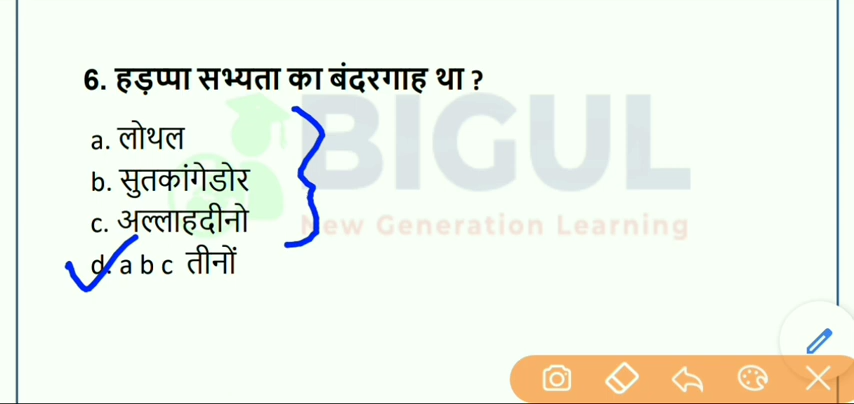 6. हड़प्पा सभ्यता का बंदरगाह था ?
BIGUL
a. लोथल
b. सुतकांगेडोर
c. अल्लाहदीनो
New Generation Learning
d. a b c तीनों